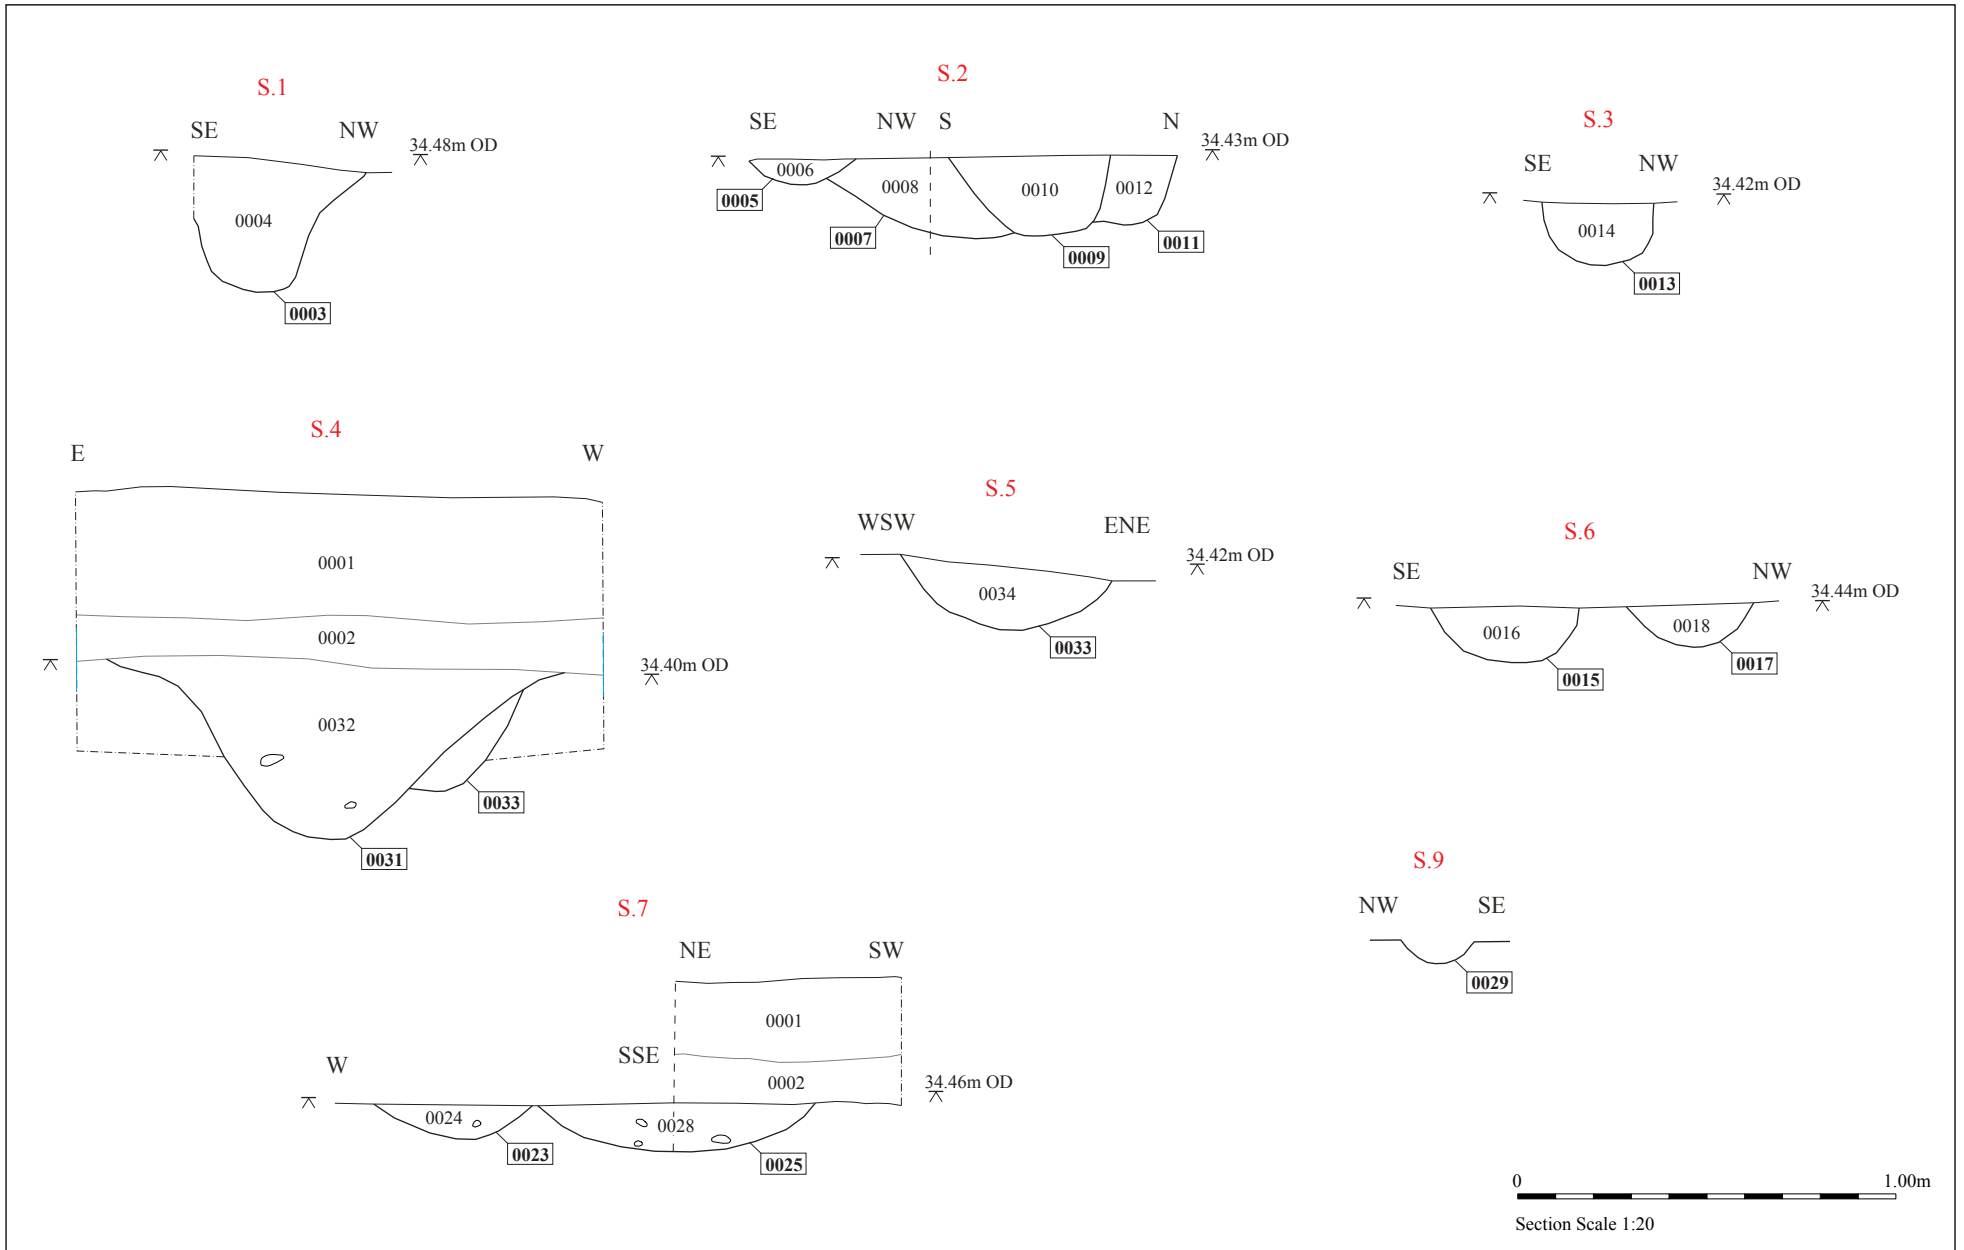 S.1
SE NW
34.48m OD
0004
0003
S.2
SE NW S N
34.43m OD
0006
0008
0010
0012
0005
0007
0009
0011
S.3
SE NW
34.42m OD
0014
0013
S.4
E W
0001
0002
34.40m OD
0032
0033
0031
S.5
WSW ENE
34.42m OD
0034
0033
S.6
SE NW
34.44m OD
0016
0018
0015
0017
S.7
NE SW
0001
W SSE
0002
34.46m OD
0024
0028
0023
0025
S.9
NW SE
0029
0 1.00m
Section Scale 1:20